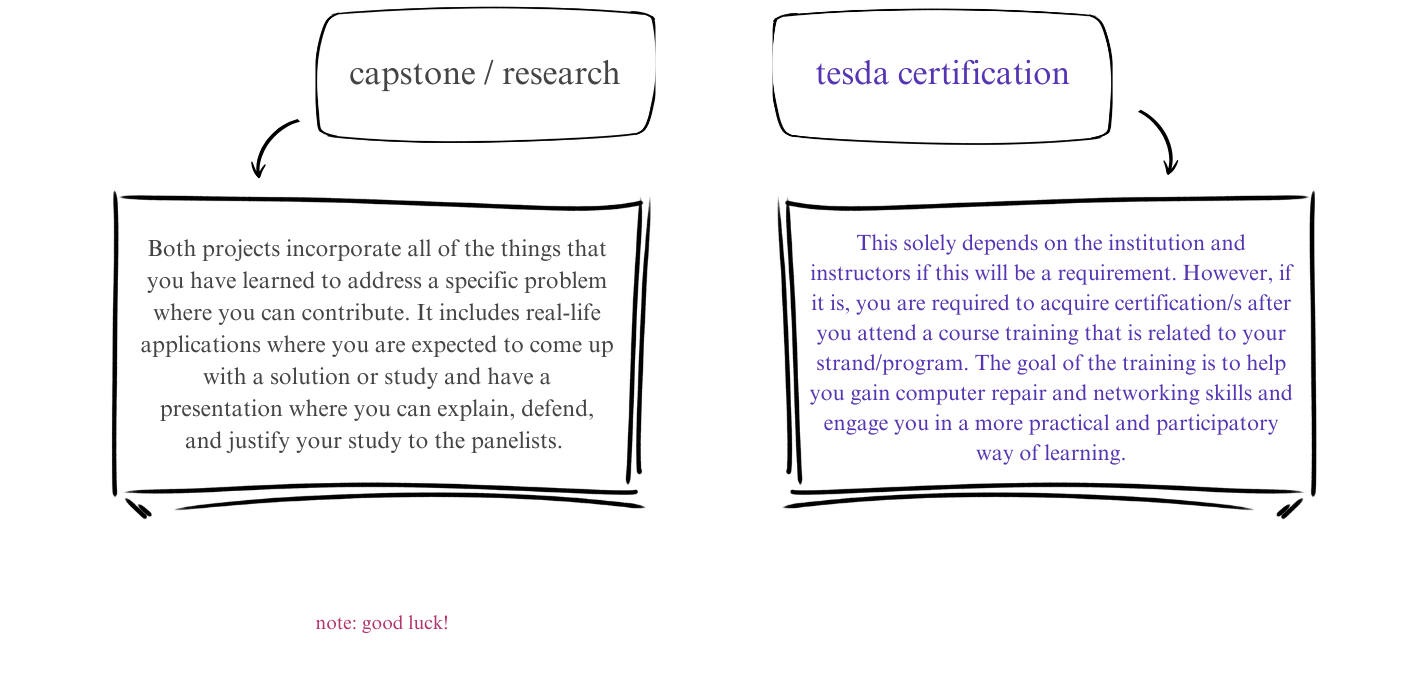 capstone / research
Both projects incorporate all of the things that
you have learned to address a specific problem
where you can contribute. It includes real-life
applications where you are expected to come up
with a solution or study and have a
presentation where you can explain, defend,
and justify your study to the panelists.
tesda certification
This solely depends on the institution and
instructors if this will be a requirement. However, if
it is, you are required to acquire certification/s after
you attend a course training that is related to your
strand/program. The goal of the training is to help
you gain computer repair and networking skills and
engage you in a more practical and participatory
way of learning.
note: good luck!